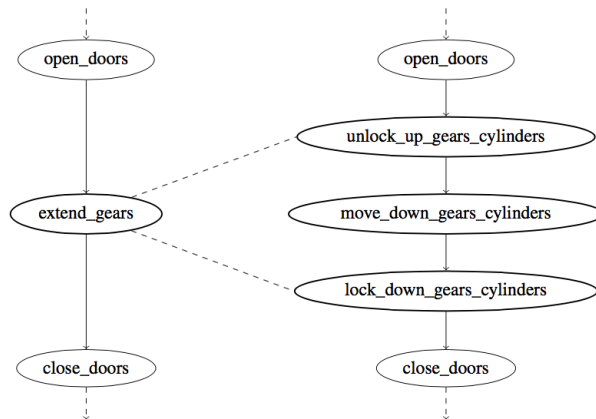 open_doors
open_doors
unlock_up_gears_cylinders
extend_gears
move_down_gears_cylinders
lock_down_gears_cylinders
close_doors
close_doors